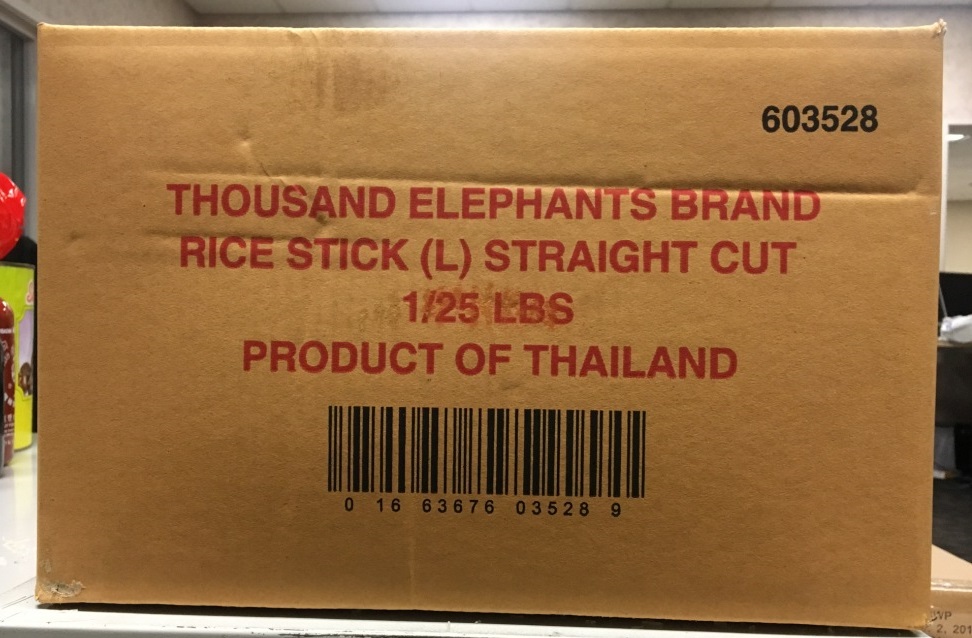 603528
THOUSAND ELEPHANTS BRAND
RICE STICK (L) STRAIGHT CUT
1/25 LBS
PRODUCT OF THAILAND
0 16 63676 03528 9